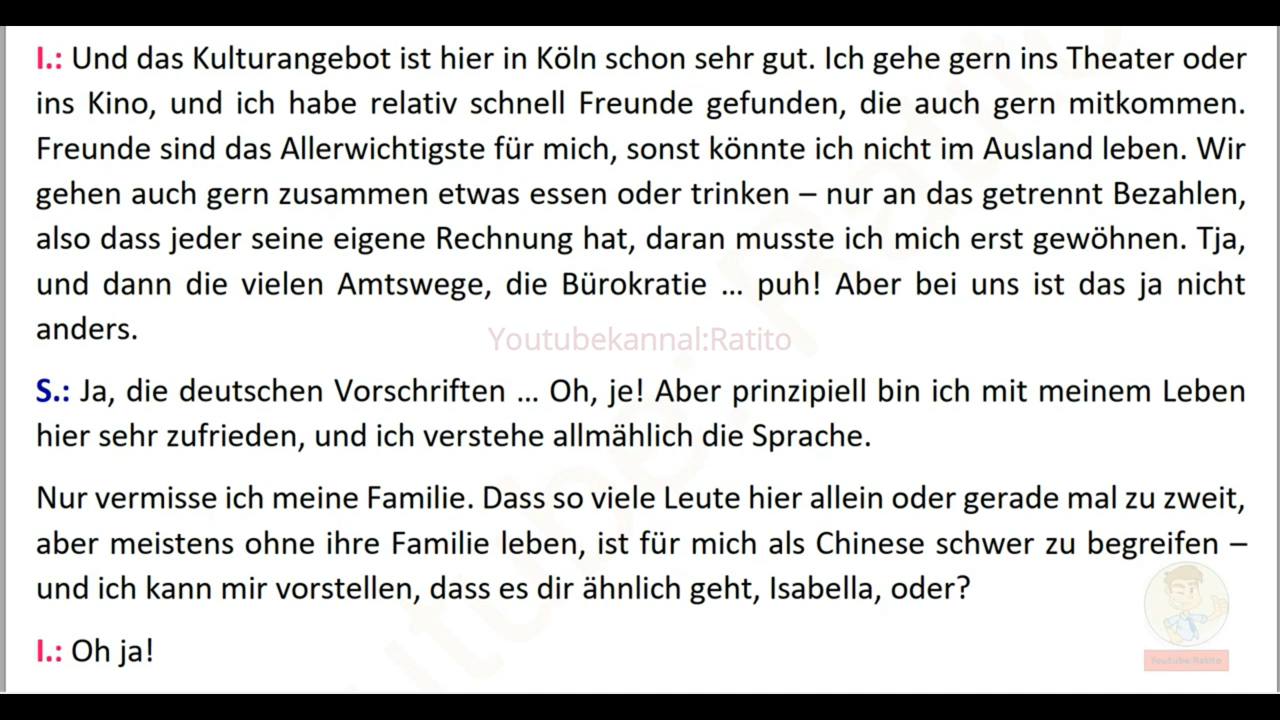 I.: Und das Kulturangebot ist hier in Köln schon sehr gut. Ich gehe gern ins Theater oder
ins Kino, und ich habe relativ schnell Freunde gefunden, die auch gern mitkommen.
Freunde sind das Allerwichtigste für mich, sonst könnte ich nicht im Ausland leben. Wir
gehen auch gern zusammen etwas essen oder trinken – nur an das getrennt Bezahlen,
also dass jeder seine eigene Rechnung hat, daran musste ich mich erst gewöhnen. Tja,
und dann die vielen Amtswege, die Bürokratie ... puh! Aber bei uns ist das ja nicht
anders.
Youtubekannal:Ratito
S.: Ja, die deutschen Vorschriften ... Oh, je! Aber prinzipiell bin ich mit meinem Leben
hier sehr zufrieden, und ich verstehe allmählich die Sprache.
Nur vermisse ich meine Familie. Dass so viele Leute hier allein oder gerade mal zu zweit,
aber meistens ohne ihre Familie leben, ist für mich als Chinese schwer zu begreifen –
und ich kann mir vorstellen, dass es dir ähnlich geht, Isabella, oder?
I.: Oh ja!
Youtube:Ratito